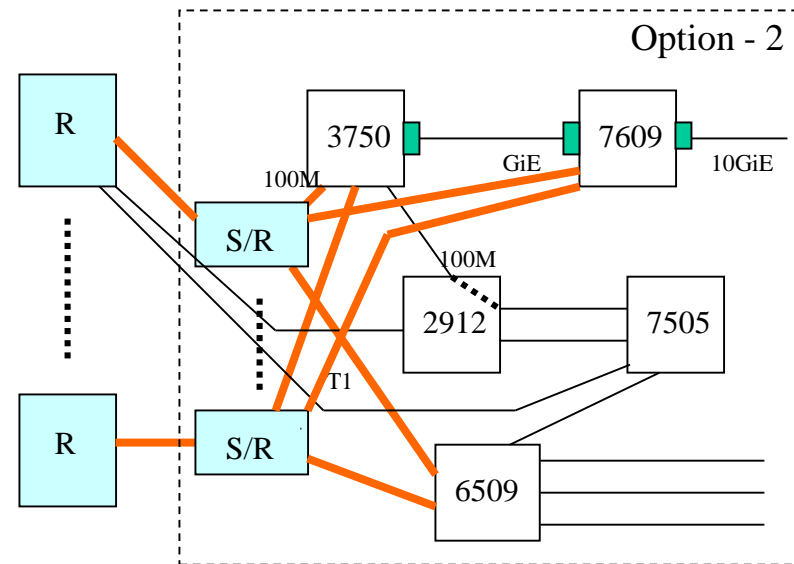 Option - 2
R
3750
7609
GiE
10GiE
100M
S/R
100M
2912
7505
T1
R
S/R
6509